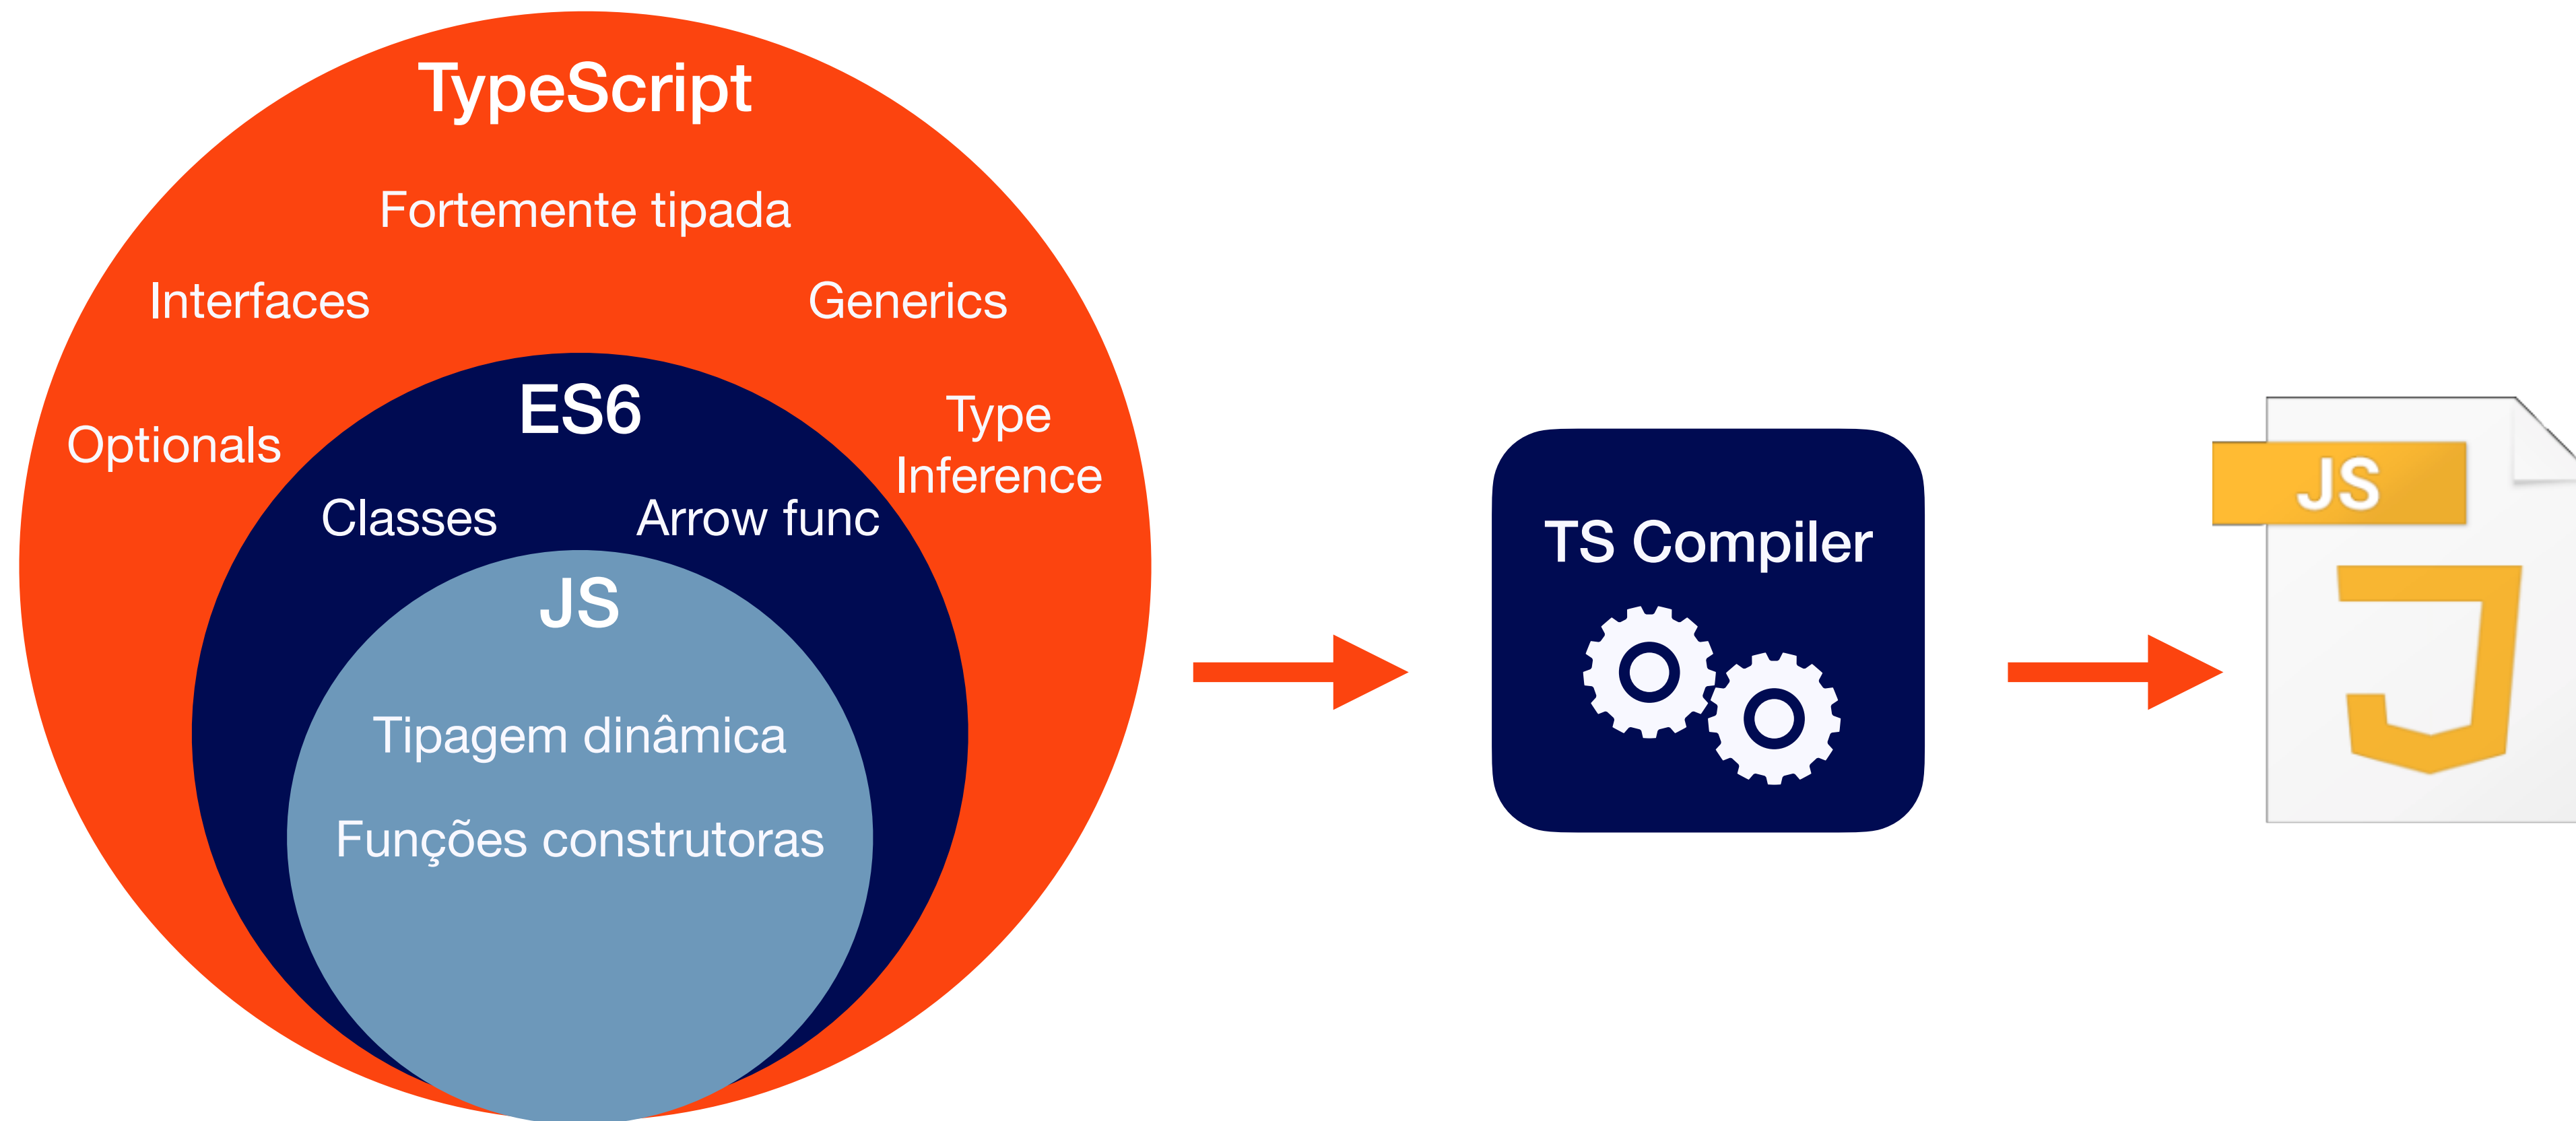 TypeScript
Fortemente tipada
Interfaces
Generics
Optionals
Type
Inference
ES6
Classes
Arrow func
JS
Tipagem dinâmica
Funções construtoras
TS Compiler
JS
J